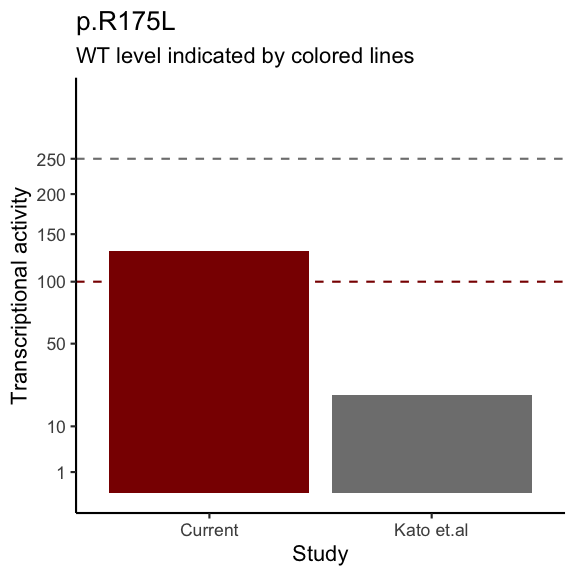 p.R175L
WT level indicated by colored lines
250
200
150
100
50
10
1
Transcriptional activity
Current
Kato et.al
Study